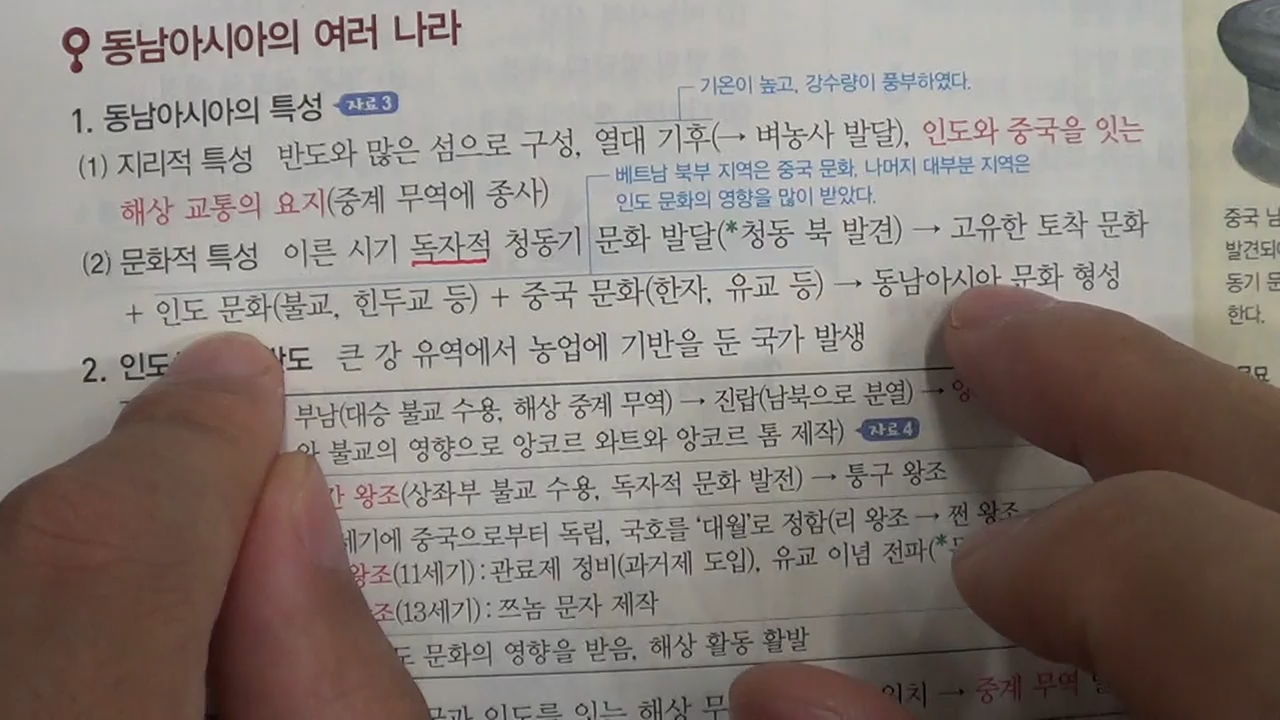 동남아시아의 여러 나라
1. 동남아시아의 특성 자료 3
기온이 높고, 강수량이 풍부하였다.
(1) 지리적 특성 반도와 많은 섬으로 구성, 열대 기후(→ 벼농사 발달), 인도와 중국을 잇는
해상 교통의 요지(중계 무역에 종사)
베트남 북부 지역은 중국 문화, 나머지 대부분 지역은
인도 문화의 영향을 많이 받았다.
(2) 문화적 특성 이른 시기 독자적 청동기 문화 발달(*청동 북 발견) → 고유한 토착 문화
+ 인도 문화(불교, 힌두교 등) + 중국 문화(한자, 유교 등) → 동남아시아 문화 형성
2. 큰 강 유역에서 농업에 기반을 둔 국가 발생
부남(대승 불교 수용, 해상 중계 무역) → 진랍(남북으로 분열) →
불교의 영향으로 앙코르 와트와 앙코르 톰 제작) 자료 4
왕조(상좌부 불교 수용, 독자적 문화 발전) → 퉁구 왕조
중국으로부터 독립, 국호를 '대월'로 정함(리 왕조 → 쩐 왕조
왕조(11세기) : 관료제 정비(과거제 도입), 유교 이념 전파(*
(13세기) : 쯔놈 문자 제작
문화의 영향을 받음, 해상 활동 활발
인도를 잇는 해상 → 중계 무역
중국
발견되
동기
한다.